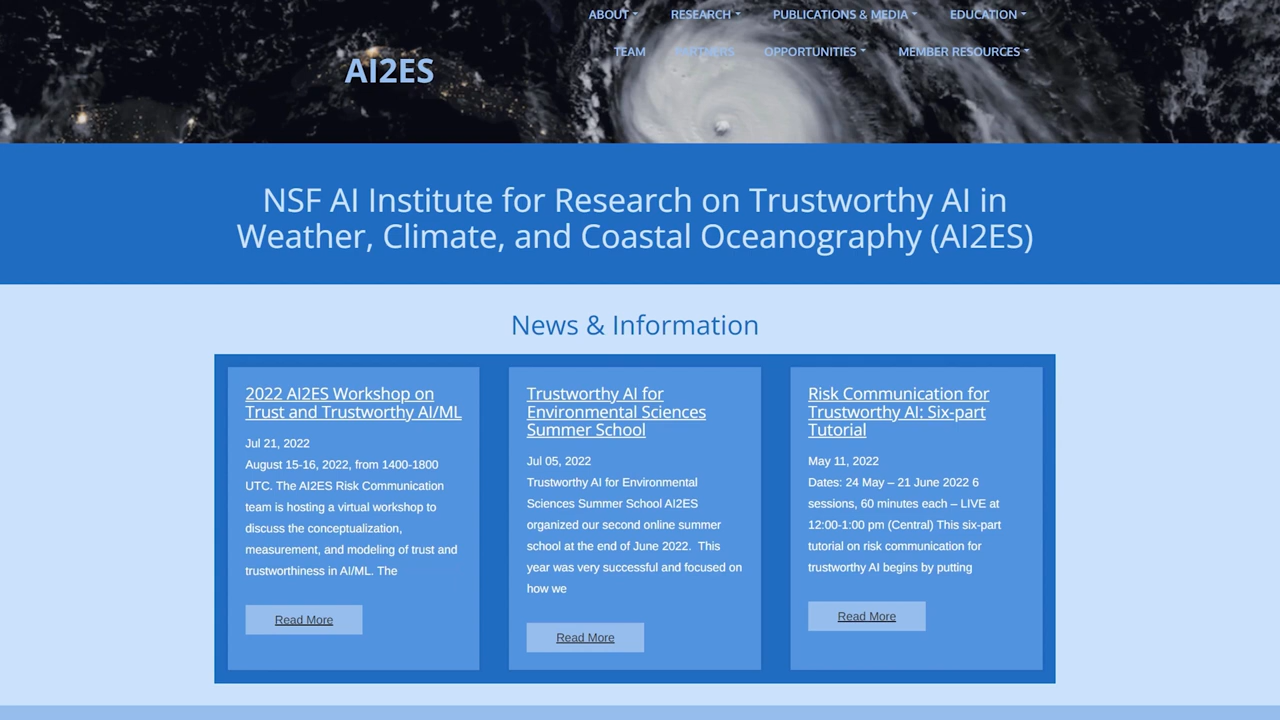 ABOUT RESEARCH PUBLICATIONS & MEDIA EDUCATION
TEAM PARTNERS OPPORTUNITIES MEMBER RESOURCES
AI2ES
NSF AI Institute for Research on Trustworthy AI in
Weather, Climate, and Coastal Oceanography (AI2ES)
News & Information
2022 AI2ES Workshop on
Trust and Trustworthy AI/ML
Jul 21, 2022
August 15-16, 2022, from 1400-1800
UTC. The AI2ES Risk Communication
team is hosting a virtual workshop to
discuss the conceptualization,
measurement, and modeling of trust and
trustworthiness in AI/ML. The
Read More
Trustworthy AI for
Environmental Sciences
Summer School
Jul 05, 2022
Trustworthy AI for Environmental
Sciences Summer School AI2ES
organized our second online summer
school at the end of June 2022.  This
year was very successful and focused on
how we
Read More
Risk Communication for
Trustworthy AI: Six-part
Tutorial
May 11, 2022
Dates: 24 May – 21 June 2022 6
sessions, 60 minutes each – LIVE at
12:00-1:00 pm (Central) This six-part
tutorial on risk communication for
trustworthy AI begins by putting
Read More